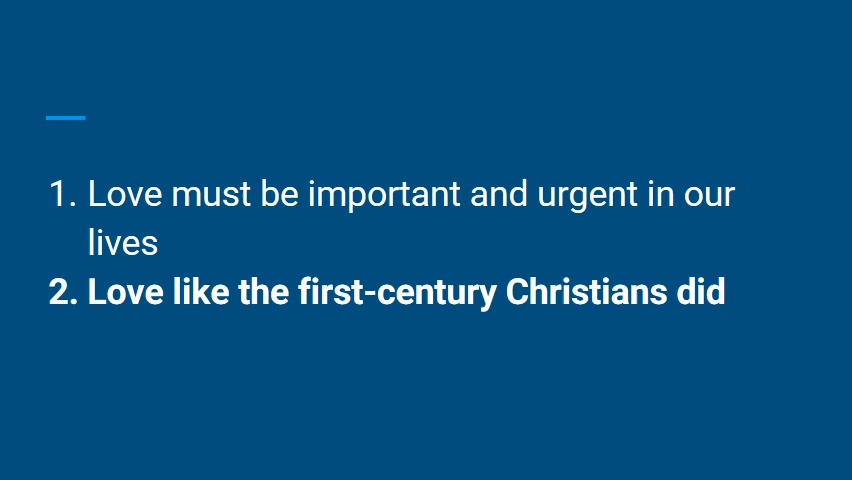 1. Love must be important and urgent in our
lives
2. Love like the first-century Christians did